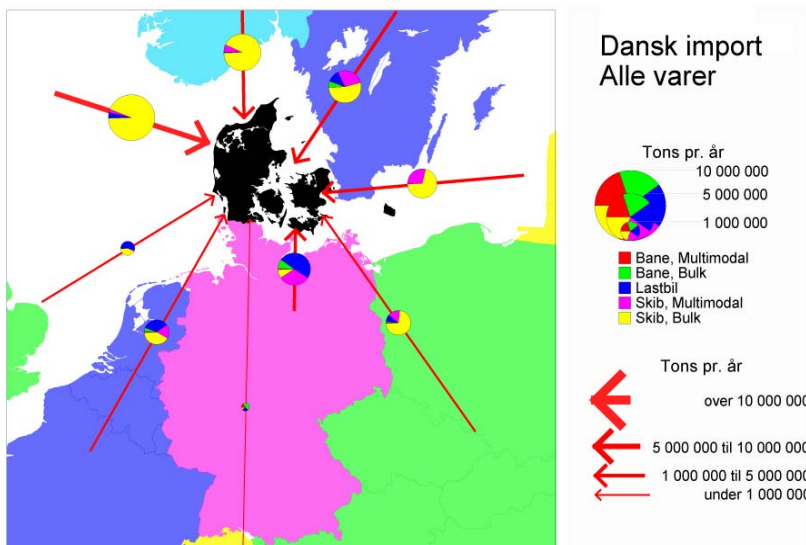 Dansk import
Alle varer
Tons pr. år
10 000 000
5 000 000
1 000 000
Bane, Multimodal
Bane, Bulk
Lastbil
Skib, Multimodal
Skib, Bulk
Tons pr. år
over 10 000 000
5 000 000 til 10 000 000
1 000 000 til 5 000 000
under 1 000 000